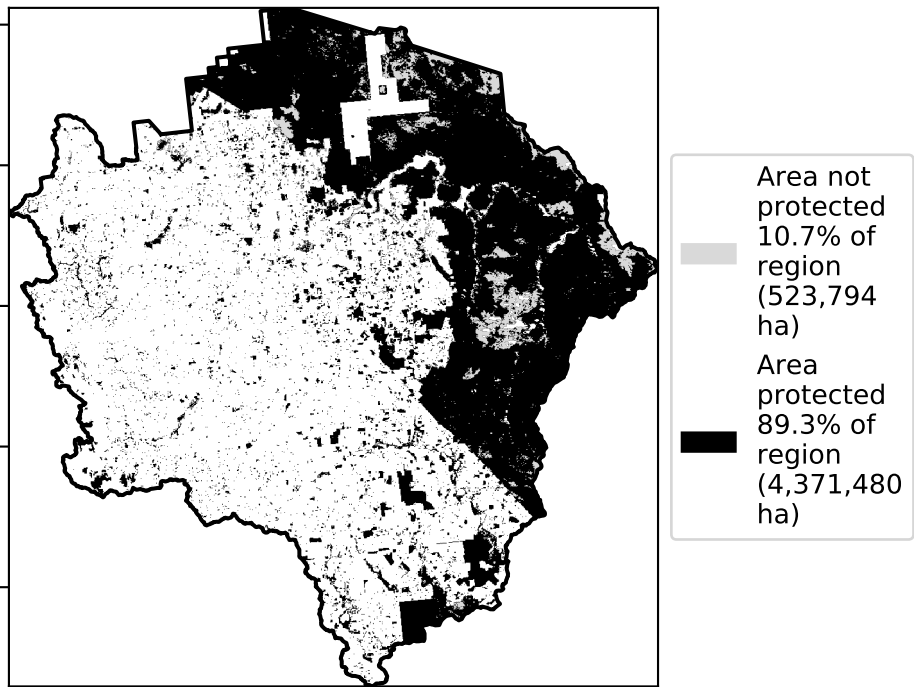 Area not
protected
10.7% of
region
(523,794
ha)
Area
protected
89.3% of
region
(4,371,480
ha)